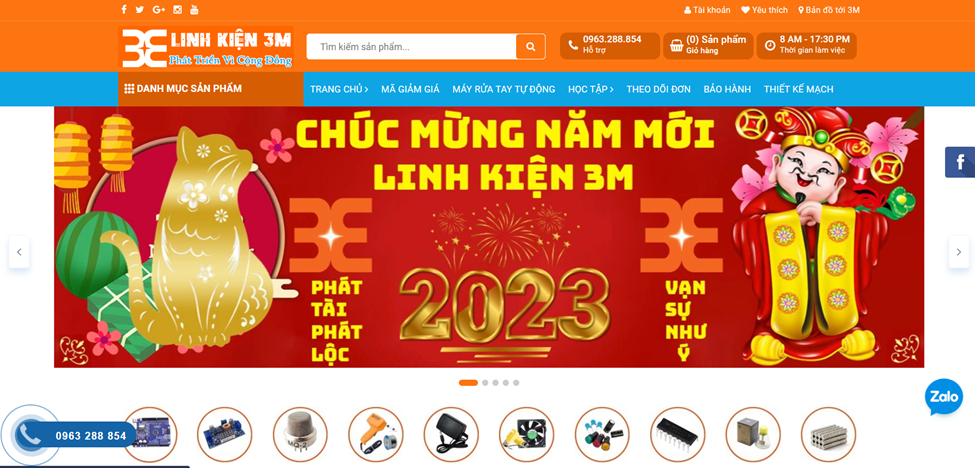 Tài khoản
Yêu thích
Bản đồ tới 3M
LINH KIỆN 3M
Phát Triển Vì Cộng Đồng
Tìm kiếm sản phẩm...
0963.288.854
Hỗ trợ
(0) Sản phẩm
Giỏ hàng
8 AM - 17:30 PM
Thời gian làm việc
DANH MỤC SẢN PHẨM
TRANG CHỦ
MÃ GIẢM GIÁ
MÁY RỬA TAY TỰ ĐỘNG
HỌC TẬP
THEO DÕI ĐƠN
BẢO HÀNH
THIẾT KẾ MẠCH
CHÚC MỪNG NĂM MỚI
LINH KIỆN 3M
PHÁT
TÀI
PHÁT
LỘC
2023
VẠN
SỰ
NHƯ
Ý
Zalo
0963 288 854
MQ-2